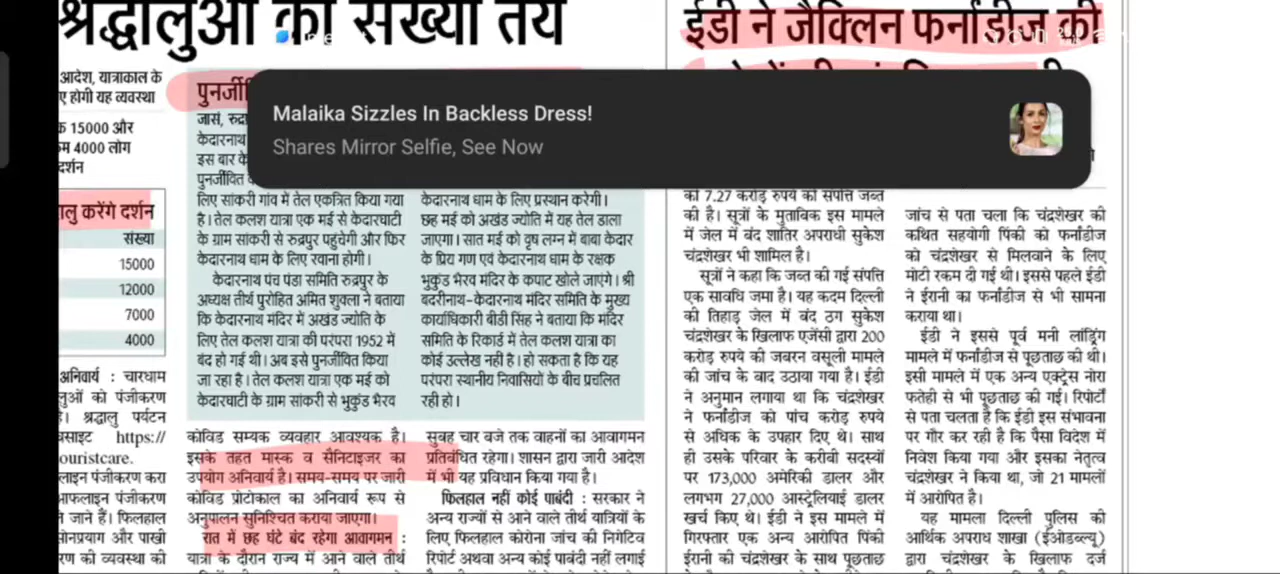 श्रद्धालुओं की संख्या तय
आदेश, यात्राकाल के
ए होगी यह व्यवस्था
15000 और
4000 लोग
दर्शन
करेंगे दर्शन
संख्या
15000
12000
7000
4000
अनिवार्य : चारधाम
को पंजीकरण
श्रद्धालु पर्यटन
https://
ouristcare.
पंजीकरण करा
पंजीकरण
जाने हैं। फिलहाल
और पाखी
की व्यवस्था की
Malaika Sizzles In Backless Dress!
Shares Mirror Selfie, See Now
जासं,
केदारनाथ
इस बार के
पुनर्जीवित
लिए सांकरी गांव में तेल एकत्रित किया गया
है। तेल कलश यात्रा एक मई से केदारघाटी
के ग्राम सांकरी से रुद्रपुर पहुंचेगी और फिर
केदारनाथ धाम के लिए रवाना होगी।
केदारनाथ पंच पंडा समिति रुद्रपुर के
अध्यक्ष तीर्थ पुरोहित अमित शुक्ला ने बताया
कि केदारनाथ मंदिर में अखंड ज्योति के
लिए तेल कलश यात्रा की परंपरा 1952 में
बंद हो गई थी। अब इसे पुनर्जीवित किया
जा रहा है। तेल कलश यात्रा एक मई को
केदारघाटी के ग्राम सांकरी से भुकुंड भैरव
केदारनाथ धाम के लिए प्रस्थान करेगी।
छह मई को अखंड ज्योति में यह तेल डाला
जाएगा। सात मई को वृष लग्न में बाबा केदार
के प्रिय गण एवं केदारनाथ धाम के रक्षक
भुकुंड भैरव मंदिर के कपाट खोले जाएंगे। श्री
बदरीनाथ-केदारनाथ मंदिर समिति के मुख्य
कार्याधिकारी बीडी सिंह ने बताया कि मंदिर
समिति के रिकार्ड में तेल कलश यात्रा का
कोई उल्लेख नहीं है। हो सकता है कि यह
परंपरा स्थानीय निवासियों के बीच प्रचलित
रही हो।
कोविड सम्यक व्यवहार आवश्यक है।
इसके तहत मास्क व सैनिटाइजर का
उपयोग अनिवार्य है। समय-समय पर जारी
कोविड प्रोटोकाल का अनिवार्य रूप से
अनुपालन सुनिश्चित कराया जाएगा।
रात में छह घंटे बंद रहेगा आवागमन :
यात्रा के दौरान राज्य में आने वाले तीर्थ
सुबह चार बजे तक वाहनों का आवागमन
प्रतिबंधित रहेगा। शासन द्वारा जारी आदेश
में भी यह प्रविधान किया गया है।
फिलहाल नहीं कोई पाबंदी : सरकार ने
अन्य राज्यों से आने वाले तीर्थ यात्रियों के
लिए फिलहाल कोरोना जांच की निगेटिव
रिपोर्ट अथवा अन्य कोई पाबंदी नहीं लगाई
ईडी ने जैक्लिन फर्नांडीज की
की 7.27 करोड़ रुपये की संपत्ति जब्त
की है। सूत्रों के मुताबिक इस मामले
में जेल में बंद शातिर अपराधी सुकेश
चंद्रशेखर भी शामिल है।
सूत्रों ने कहा कि जब्त की गई संपत्ति
एक सावधि जमा है। यह कदम दिल्ली
की तिहाड़ जेल में बंद ठग सुकेश
चंद्रशेखर के खिलाफ एजेंसी द्वारा 200
करोड़ रुपये की जबरन वसूली मामले
की जांच के बाद उठाया गया है। ईडी
ने अनुमान लगाया था कि चंद्रशेखर
ने फर्नांडीज को पांच करोड़ रुपये
से अधिक के उपहार दिए थे। साथ
ही उसके परिवार के करीबी सदस्यों
पर 173,000 अमेरिकी डालर और
लगभग 27,000 आस्ट्रेलियाई डालर
खर्च किए थे। ईडी ने इस मामले में
गिरफ्तार एक अन्य आरोपित पिंकी
ईरानी की चंद्रशेखर के साथ पूछताछ
जांच से पता चला कि चंद्रशेखर की
कथित सहयोगी पिंकी को फर्नांडीज
को चंद्रशेखर से मिलवाने के लिए
मोटी रकम दी गई थी। इससे पहले ईडी
ने ईरानी का फर्नांडीज से भी सामना
कराया था।
ईडी ने इससे पूर्व मनी लांड्रिंग
मामले में फर्नांडीज से पूछताछ की थी।
इसी मामले में एक अन्य एक्ट्रेस नोरा
फतेही से भी पूछताछ की गई। रिपोर्टों
से पता चलता है कि ईडी इस संभावना
पर गौर कर रही है कि पैसा विदेश में
निवेश किया गया और इसका नेतृत्व
चंद्रशेखर ने किया था, जो 21 मामलों
में आरोपित है।
यह मामला दिल्ली पुलिस की
आर्थिक अपराध शाखा (ईओडब्ल्यू)
द्वारा चंद्रशेखर के खिलाफ दर्ज